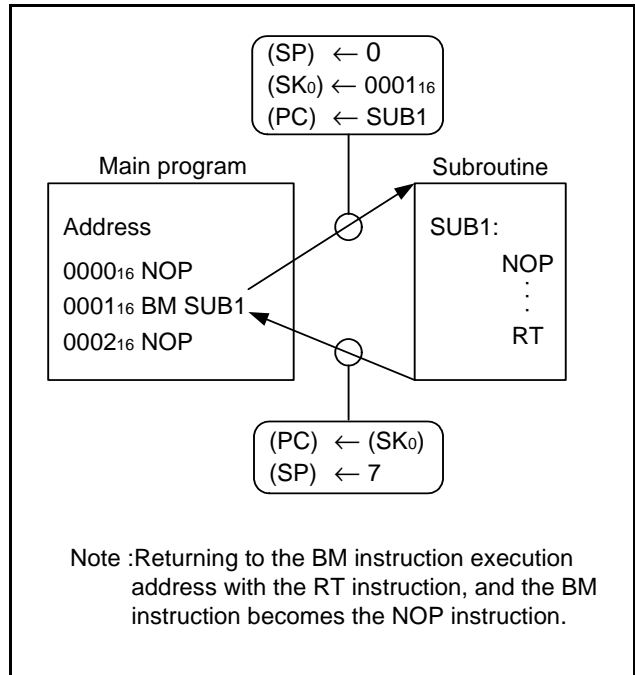 (SP) ← 0
(SK₀) ← 0001₁₆
(PC) ← SUB1
Main program
Subroutine
Address
0000₁₆ NOP
0001₁₆ BM SUB1
0002₁₆ NOP
SUB1:
NOP
⋮
RT
(PC) ← (SK₀)
(SP) ← 7
Note :Returning to the BM instruction execution
address with the RT instruction, and the BM
instruction becomes the NOP instruction.